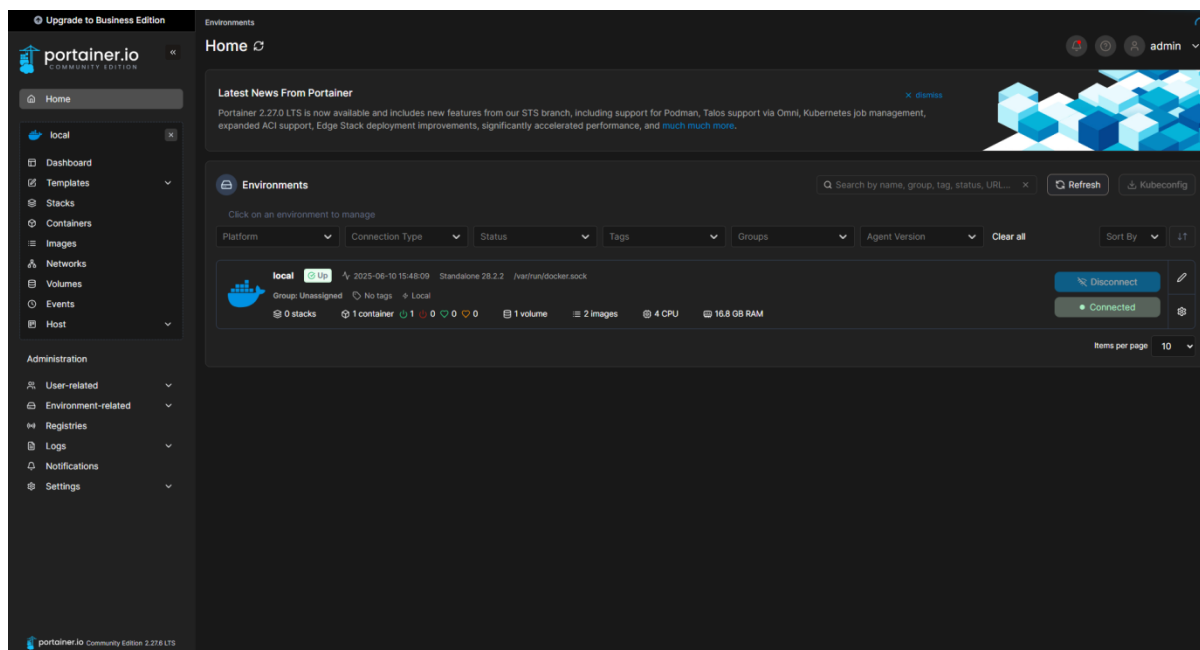 Upgrade to Business Edition
portainer.io
COMMUNITY EDITION
Home
local
Dashboard
Templates
Stacks
Containers
Images
Networks
Volumes
Events
Host
Administration
User-related
Environment-related
Registries
Logs
Notifications
Settings
portainer.io Community Edition 2.27.6 LTS
Environments
Home
admin
Latest News From Portainer
dismiss
Portainer 2.27.0 LTS is now available and includes new features from our STS branch, including support for Podman, Talos support via Omni, Kubernetes job management,
expanded ACI support, Edge Stack deployment improvements, significantly accelerated performance, and much much more.
Environments
Search by name, group, tag, status, URL...
Refresh
Kubeconfig
Click on an environment to manage
Platform Connection Type Status Tags Groups Agent Version Clear all Sort By
local Up 2025-06-10 15:48:09 Standalone 28.2.2 /var/run/docker.sock
Group: Unassigned No tags Local
0 stacks 1 container 1 0 0 0 1 volume 2 images 4 CPU 16.8 GB RAM
Disconnect
Connected
Items per page 10